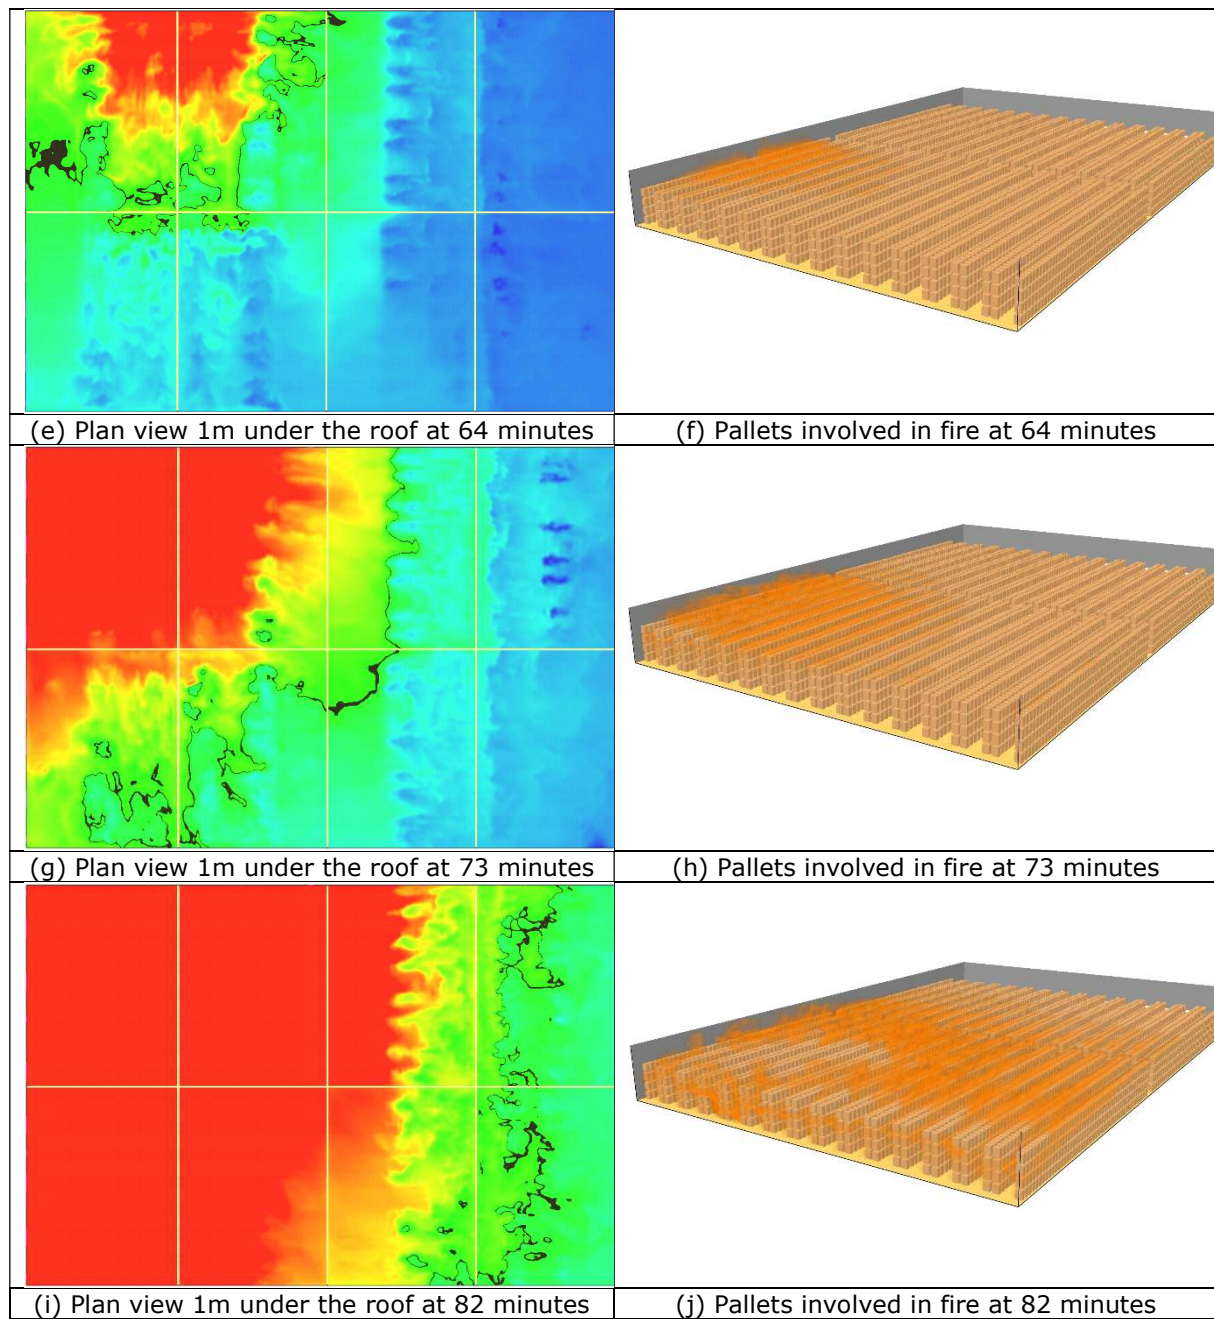 (e) Plan view 1m under the roof at 64 minutes
(f) Pallets involved in fire at 64 minutes
(g) Plan view 1m under the roof at 73 minutes
(h) Pallets involved in fire at 73 minutes
(i) Plan view 1m under the roof at 82 minutes
(j) Pallets involved in fire at 82 minutes